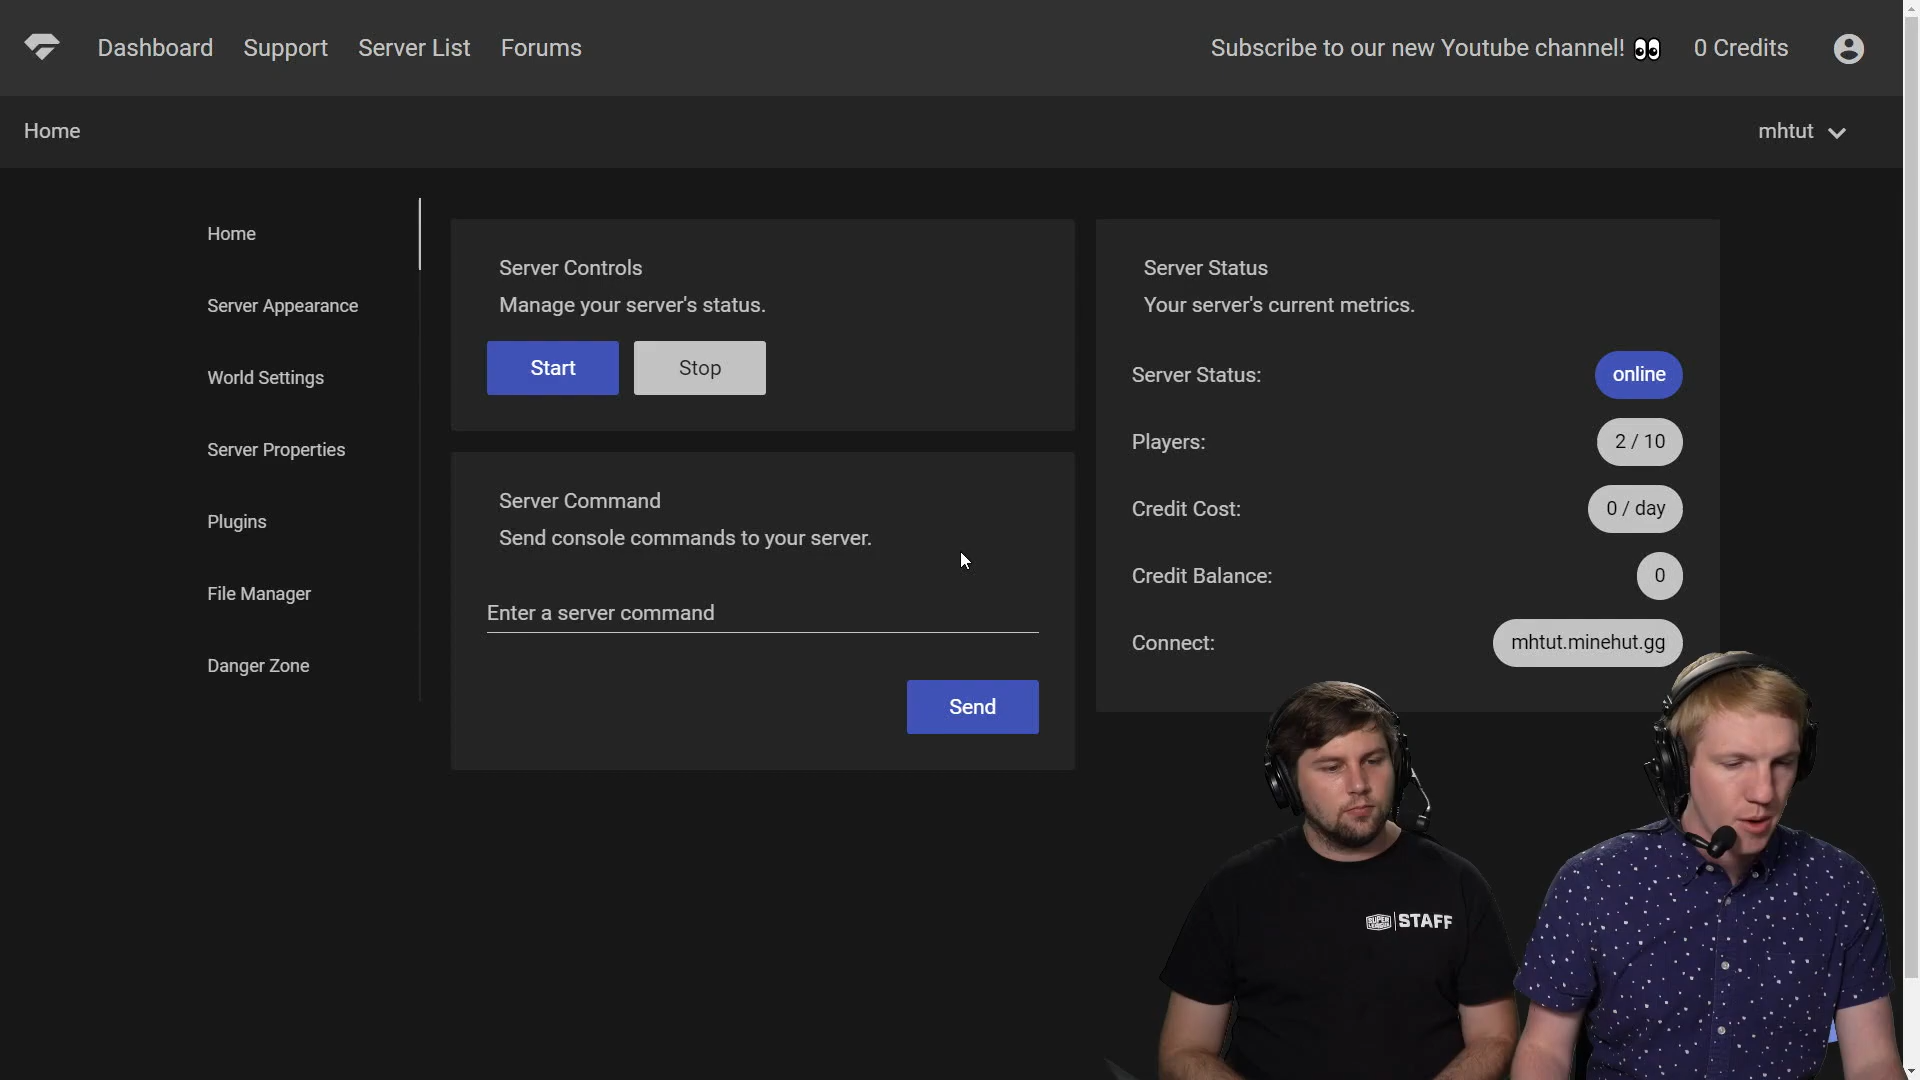 Dashboard Support Server List Forums
Subscribe to our new Youtube channel! 0 Credits
Home
mhtut
Home
Server Appearance
World Settings
Server Properties
Plugins
File Manager
Danger Zone
Server Controls
Manage your server's status.
Start Stop
Server Command
Send console commands to your server.
Enter a server command
Send
Server Status
Your server's current metrics.
Server Status: online
Players: 2 / 10
Credit Cost: 0 / day
Credit Balance: 0
Connect: mhtut.minehut.gg
SUPER LEAGUE STAFF